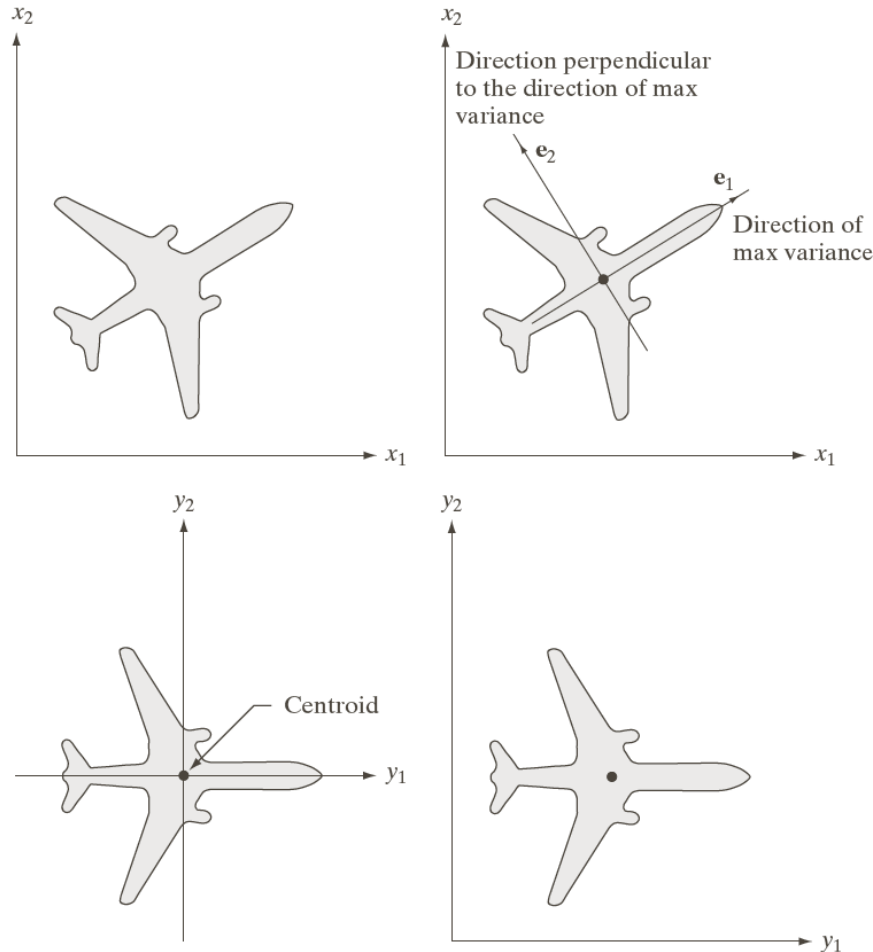 x₂
x₁
x₂
Direction perpendicular
to the direction of max
variance
e₂
e₁
Direction of
max variance
x₁
y₂
Centroid
y₁
y₂
y₁